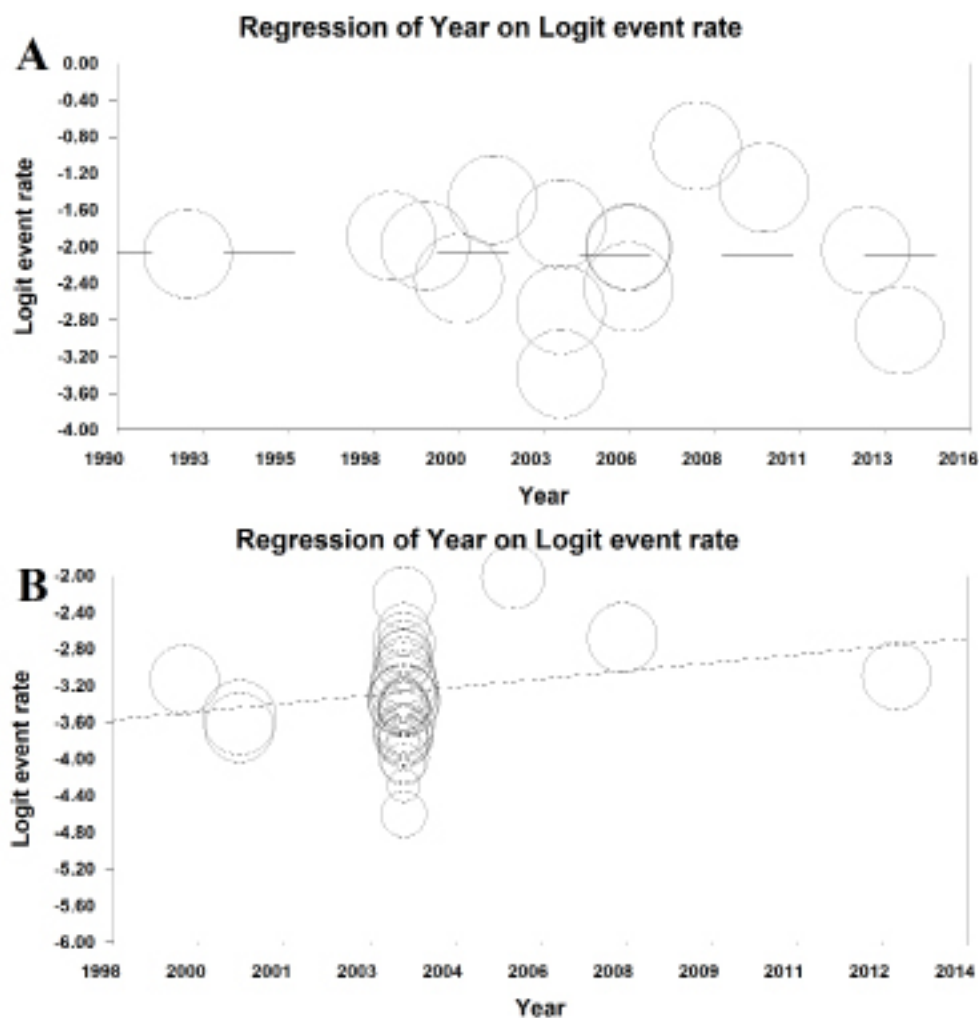 Regression of Year on Logit event rate
A
Logit event rate
0.00
-0.40
-0.80
-1.20
-1.60
-2.00
-2.40
-2.80
-3.20
-3.60
-4.00
1990 1993 1995 1998 2000 2003 2006 2008 2011 2013 2016
Year
Regression of Year on Logit event rate
B
Logit event rate
-2.00
-2.40
-2.80
-3.20
-3.60
-4.00
-4.40
-4.80
-5.20
-5.60
-6.00
1998 2000 2001 2003 2004 2006 2008 2009 2011 2012 2014
Year